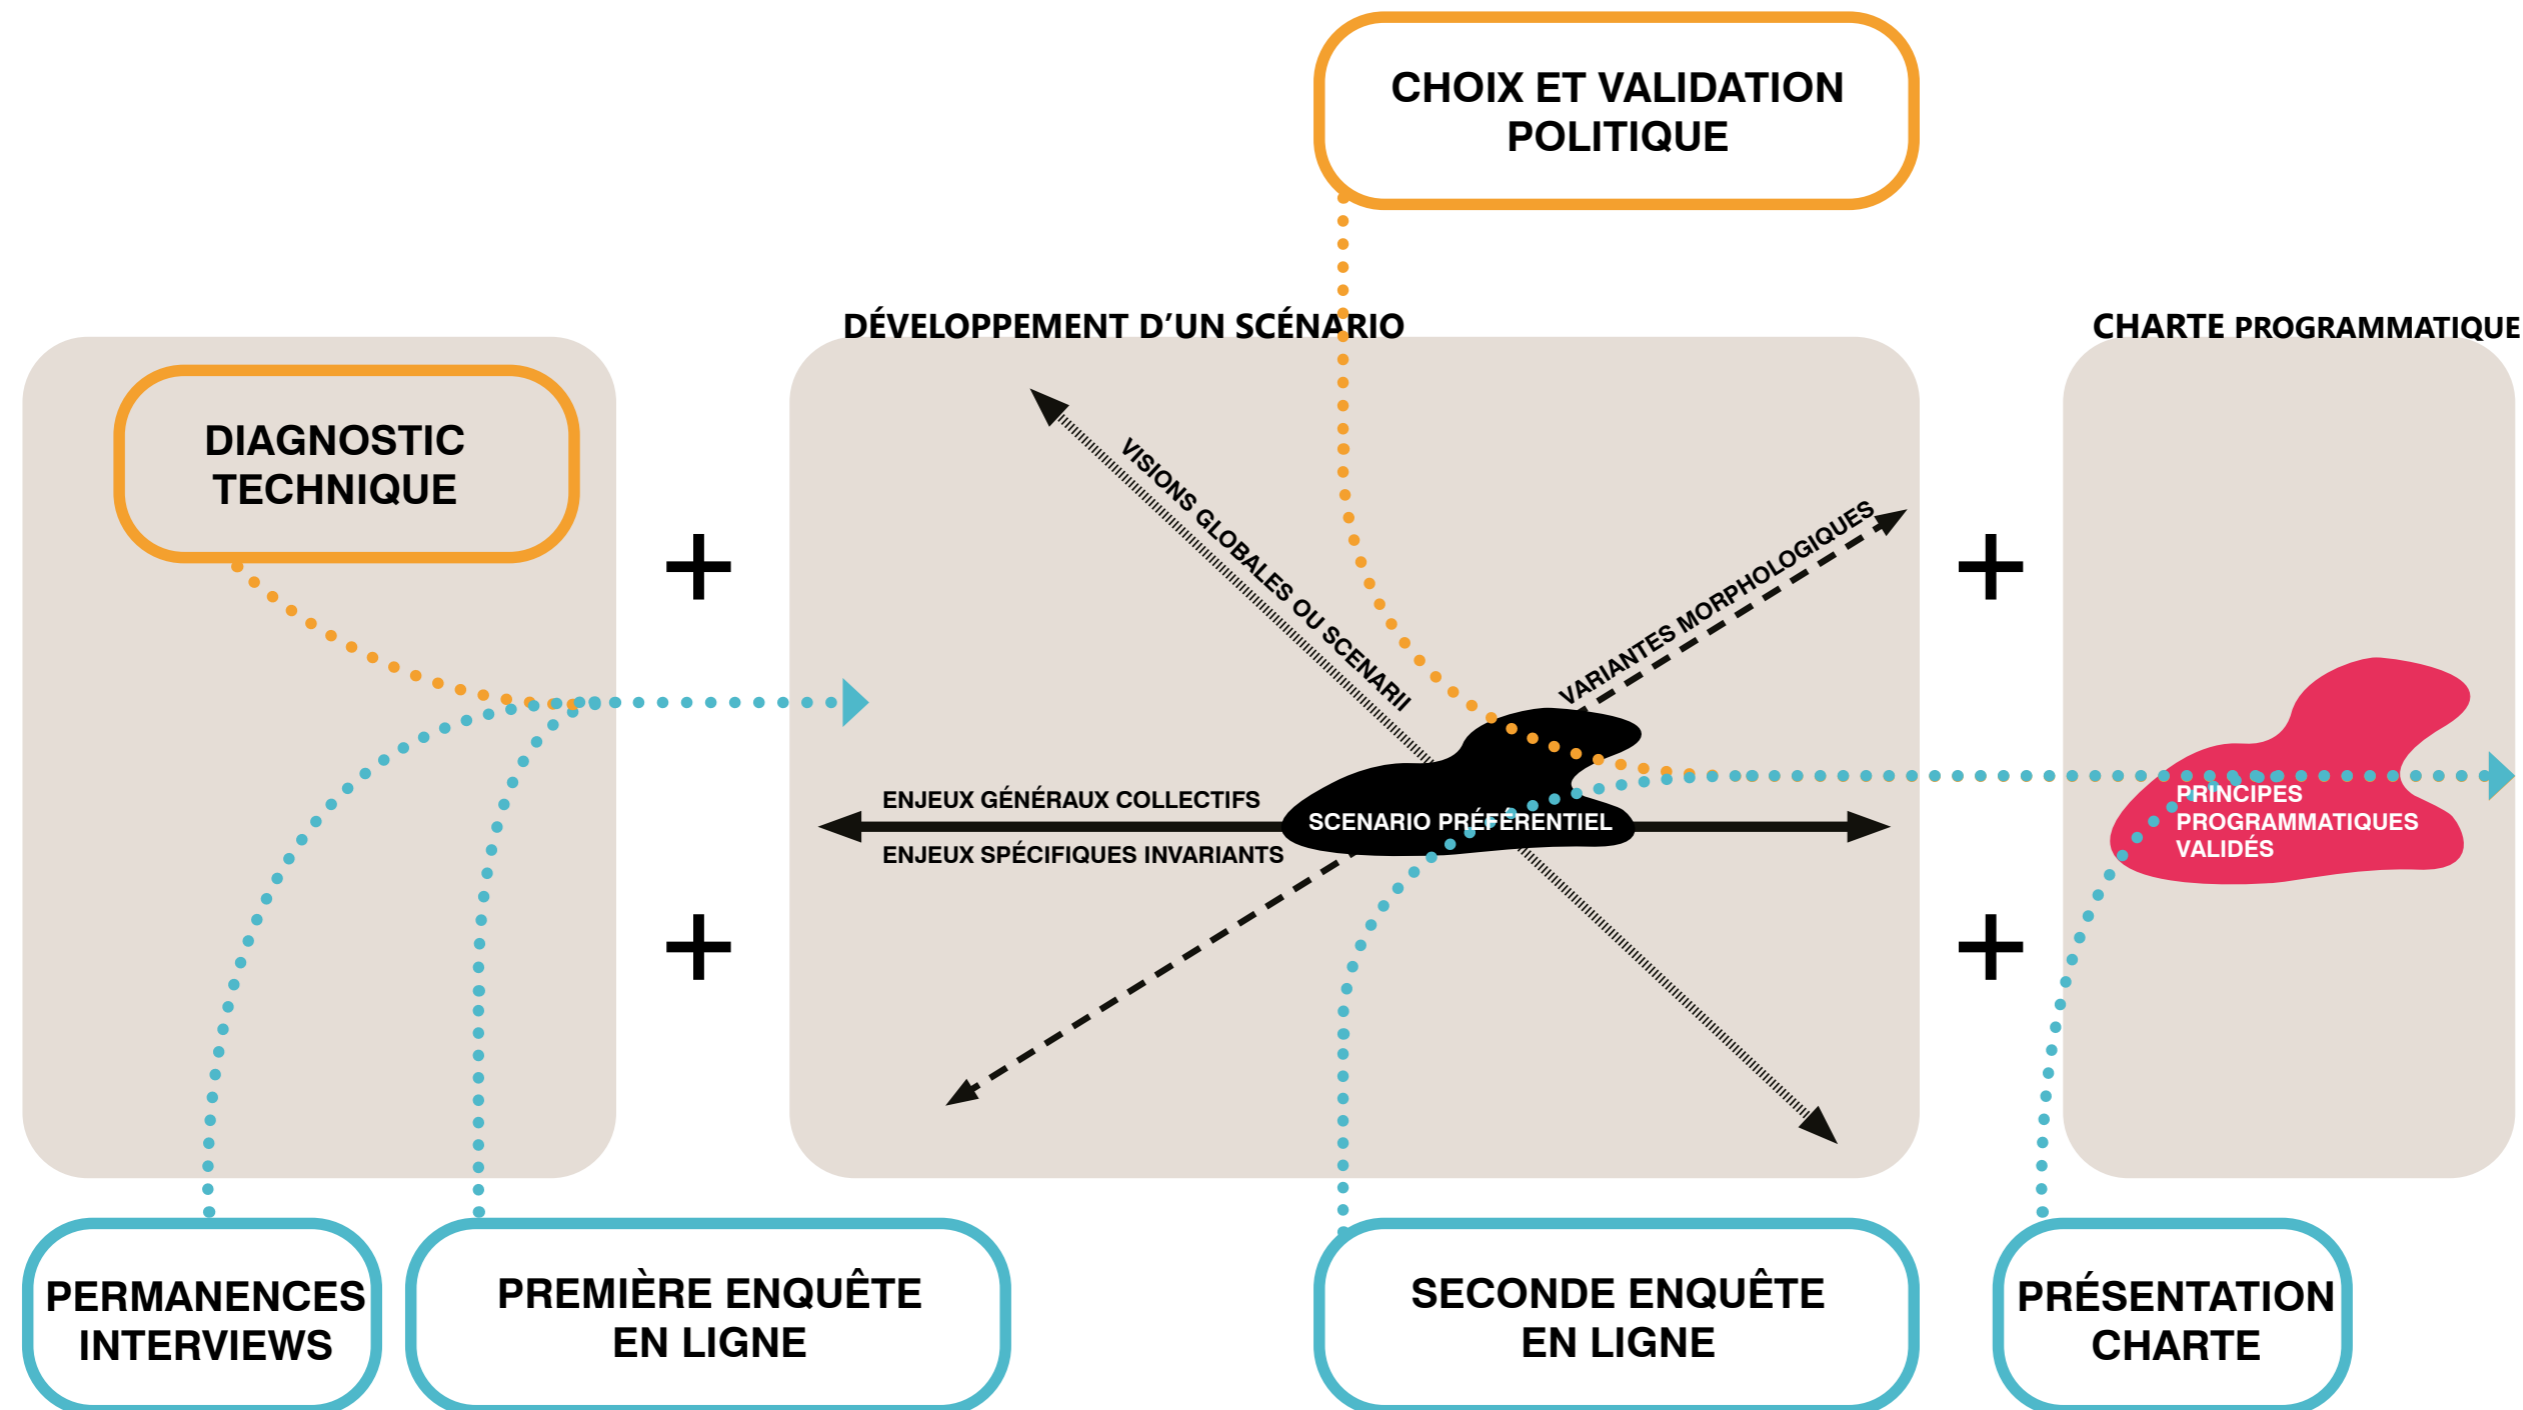 CHOIX ET VALIDATION
POLITIQUE
DÉVELOPPEMENT D’UN SCÉNARIO
CHARTE PROGRAMMATIQUE
DIAGNOSTIC
TECHNIQUE
+
+
VISIONS GLOBALES OU SCENARII
VARIANTES MORPHOLOGIQUES
ENJEUX GÉNÉRAUX COLLECTIFS
SCENARIO PRÉFÉRENTIEL
ENJEUX SPÉCIFIQUES INVARIANTS
PRINCIPES
PROGRAMMATIQUES
VALIDÉS
+
+
PERMANENCES
INTERVIEWS
PREMIÈRE ENQUÊTE
EN LIGNE
SECONDE ENQUÊTE
EN LIGNE
PRÉSENTATION
CHARTE